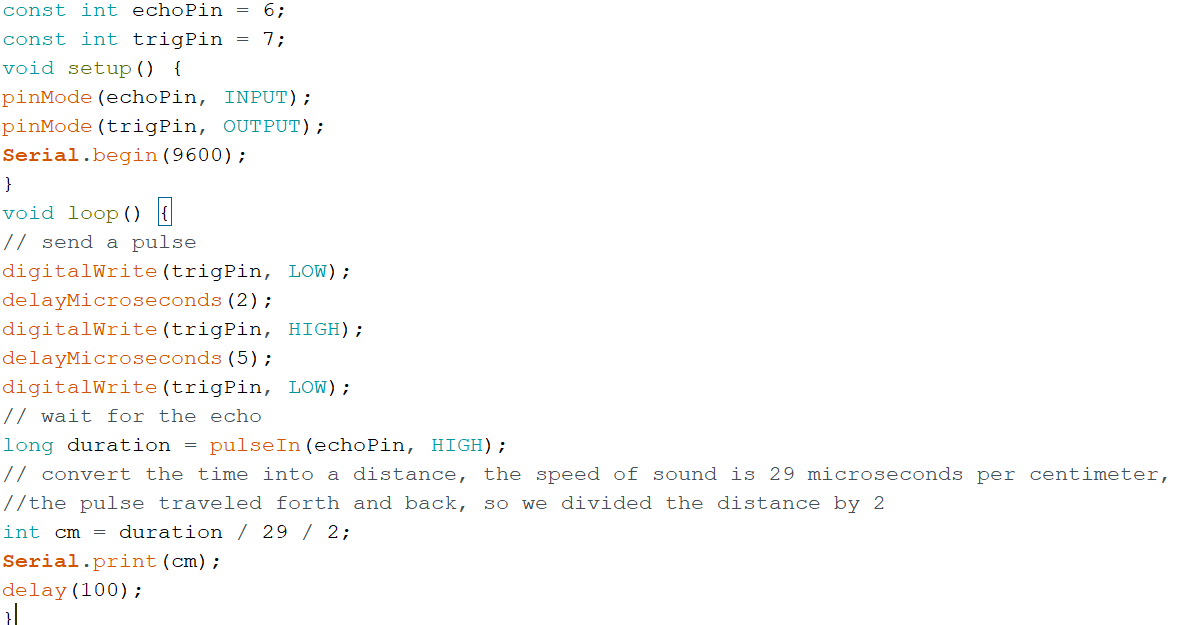 const int echoPin = 6;
const int trigPin = 7;
void setup() {
pinMode(echoPin, INPUT);
pinMode(trigPin, OUTPUT);
Serial.begin(9600);
}
void loop() {
// send a pulse
digitalWrite(trigPin, LOW);
delayMicroseconds(2);
digitalWrite(trigPin, HIGH);
delayMicroseconds(5);
digitalWrite(trigPin, LOW);
// wait for the echo
long duration = pulseIn(echoPin, HIGH);
// convert the time into a distance, the speed of sound is 29 microseconds per centimeter,
//the pulse traveled forth and back, so we divided the distance by 2
int cm = duration / 29 / 2;
Serial.print(cm);
delay(100);
}